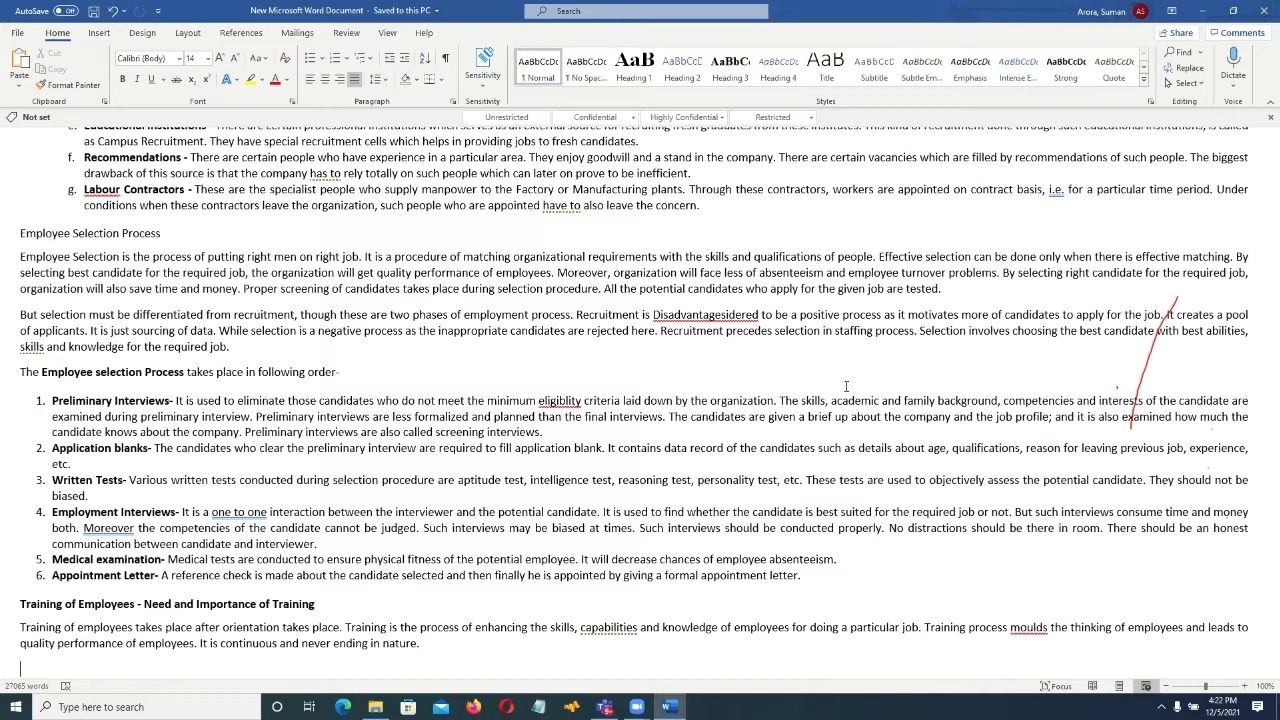 AutoSave Off New Microsoft Word Document - Saved to this PC Search Arora, Suman AS
File Home Insert Design Layout References Mailings Review View Help Share Comments
Cut
Copy
Format Painter
Paste
Calibri (Body) 14
Sensitivity
AaBbCcDc AaBbCcDc AaB AaBbCcC AaBbCc AaBbCcD AaB AaBbCcC AaBbCcDc AaBbCcDc AaBbCcDc AaBbCcDc AaBbCcDc
¶ Normal ¶ No Spac... Heading 1 Heading 2 Heading 3 Heading 4 Title Subtitle Subtle Em... Emphasis Intense E... Strong Quote
Find
Replace
Select
Dictate
Clipboard Font Paragraph Sensitivity Styles Editing Voice
Not set Unrestricted Confidential Highly Confidential Restricted
e. Educational Institutions - There are certain professional institutions which serves as an external source for recruiting fresh graduates from these institutes. This kind of recruitment done through such educational institutions, is called
as Campus Recruitment. They have special recruitment cells which helps in providing jobs to fresh candidates.
f. Recommendations - There are certain people who have experience in a particular area. They enjoy goodwill and a stand in the company. There are certain vacancies which are filled by recommendations of such people. The biggest
drawback of this source is that the company has to rely totally on such people which can later on prove to be inefficient.
g. Labour Contractors - These are the specialist people who supply manpower to the Factory or Manufacturing plants. Through these contractors, workers are appointed on contract basis, i.e. for a particular time period. Under
conditions when these contractors leave the organization, such people who are appointed have to also leave the concern.
Employee Selection Process
Employee Selection is the process of putting right men on right job. It is a procedure of matching organizational requirements with the skills and qualifications of people. Effective selection can be done only when there is effective matching. By
selecting best candidate for the required job, the organization will get quality performance of employees. Moreover, organization will face less of absenteeism and employee turnover problems. By selecting right candidate for the required job,
organization will also save time and money. Proper screening of candidates takes place during selection procedure. All the potential candidates who apply for the given job are tested.
But selection must be differentiated from recruitment, though these are two phases of employment process. Recruitment is Disadvantagesidered to be a positive process as it motivates more of candidates to apply for the job. It creates a pool
of applicants. It is just sourcing of data. While selection is a negative process as the inappropriate candidates are rejected here. Recruitment precedes selection in staffing process. Selection involves choosing the best candidate with best abilities,
skills and knowledge for the required job.
The Employee selection Process takes place in following order-
1. Preliminary Interviews- It is used to eliminate those candidates who do not meet the minimum eligiblity criteria laid down by the organization. The skills, academic and family background, competencies and interests of the candidate are
examined during preliminary interview. Preliminary interviews are less formalized and planned than the final interviews. The candidates are given a brief up about the company and the job profile; and it is also examined how much the
candidate knows about the company. Preliminary interviews are also called screening interviews.
2. Application blanks- The candidates who clear the preliminary interview are required to fill application blank. It contains data record of the candidates such as details about age, qualifications, reason for leaving previous job, experience,
etc.
3. Written Tests- Various written tests conducted during selection procedure are aptitude test, intelligence test, reasoning test, personality test, etc. These tests are used to objectively assess the potential candidate. They should not be
biased.
4. Employment Interviews- It is a one to one interaction between the interviewer and the potential candidate. It is used to find whether the candidate is best suited for the required job or not. But such interviews consume time and money
both. Moreover the competencies of the candidate cannot be judged. Such interviews may be biased at times. Such interviews should be conducted properly. No distractions should be there in room. There should be an honest
communication between candidate and interviewer.
5. Medical examination- Medical tests are conducted to ensure physical fitness of the potential employee. It will decrease chances of employee absenteeism.
6. Appointment Letter- A reference check is made about the candidate selected and then finally he is appointed by giving a formal appointment letter.
Training of Employees - Need and Importance of Training
Training of employees takes place after orientation takes place. Training is the process of enhancing the skills, capabilities and knowledge of employees for doing a particular job. Training process moulds the thinking of employees and leads to
quality performance of employees. It is continuous and never ending in nature.
27065 words Focus 100%
Type here to search
4:22 PM
12/5/2021